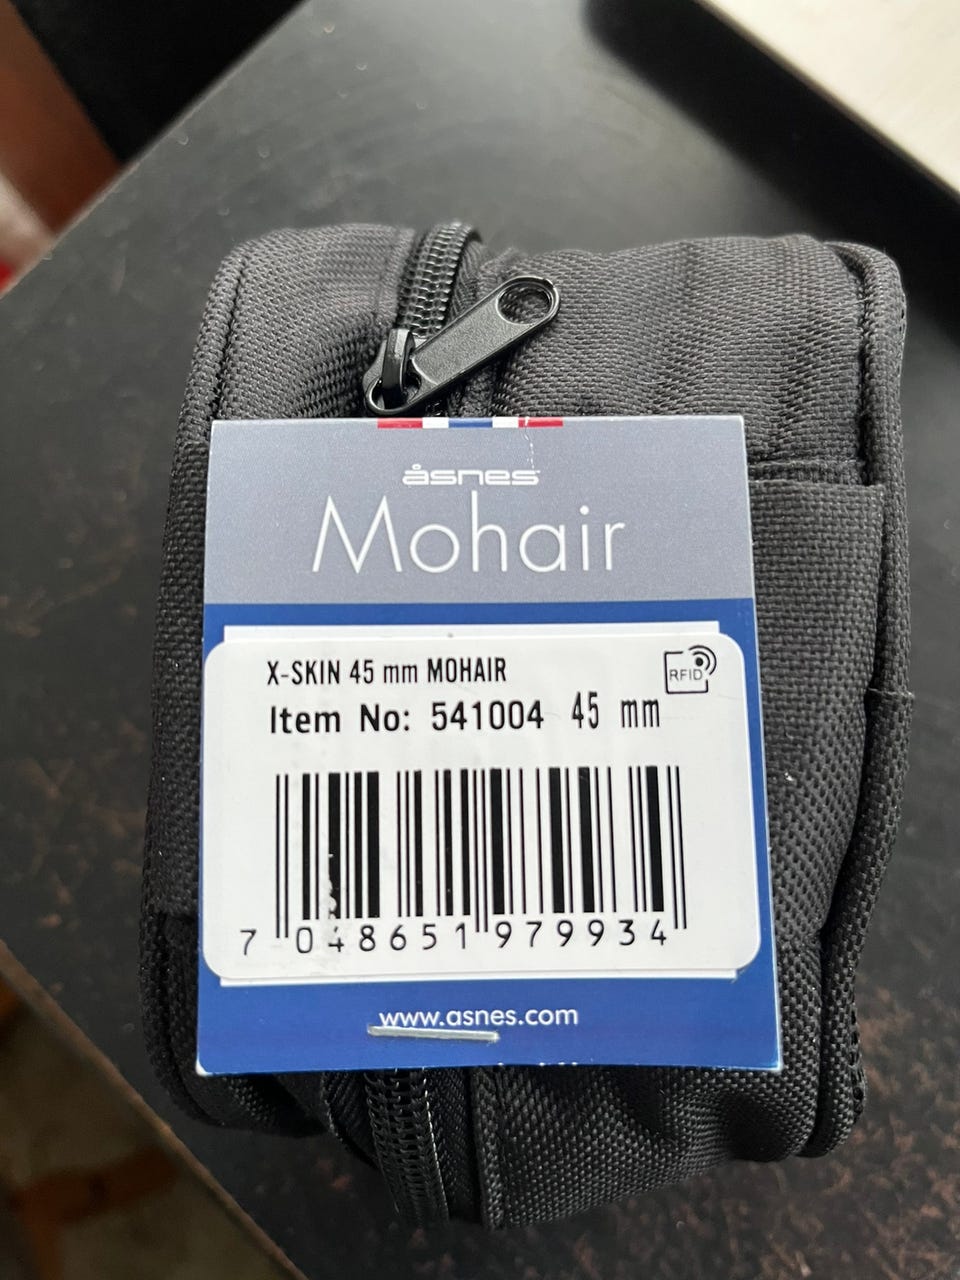 åsnes
Mohair
X-SKIN 45 mm MOHAIR
RFID
Item No: 541004 45 mm
7 048651 979934
www.asnes.com